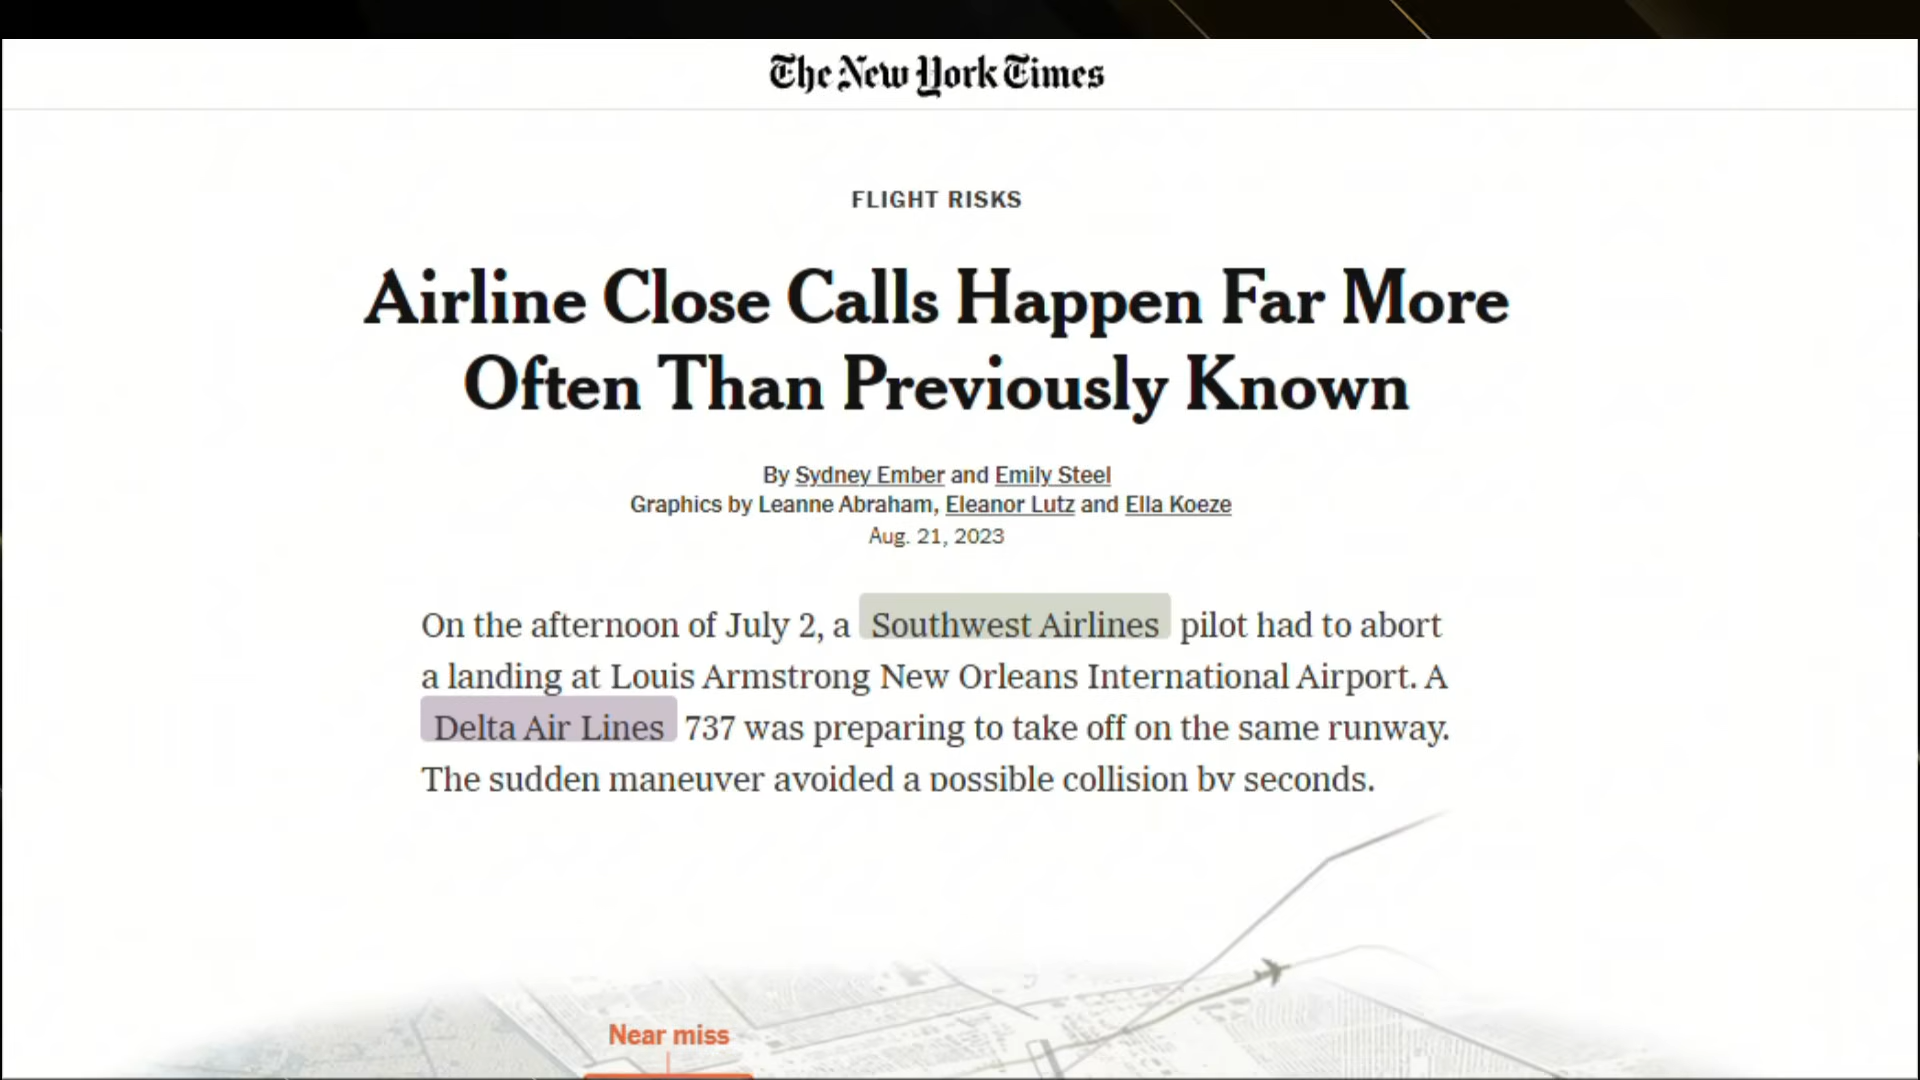 The New York Times
FLIGHT RISKS
Airline Close Calls Happen Far More
Often Than Previously Known
By Sydney Ember and Emily Steel
Graphics by Leanne Abraham, Eleanor Lutz and Ella Koeze
Aug. 21, 2023
On the afternoon of July 2, a Southwest Airlines pilot had to abort
a landing at Louis Armstrong New Orleans International Airport. A
Delta Air Lines 737 was preparing to take off on the same runway.
The sudden maneuver avoided a possible collision by seconds.
Near miss